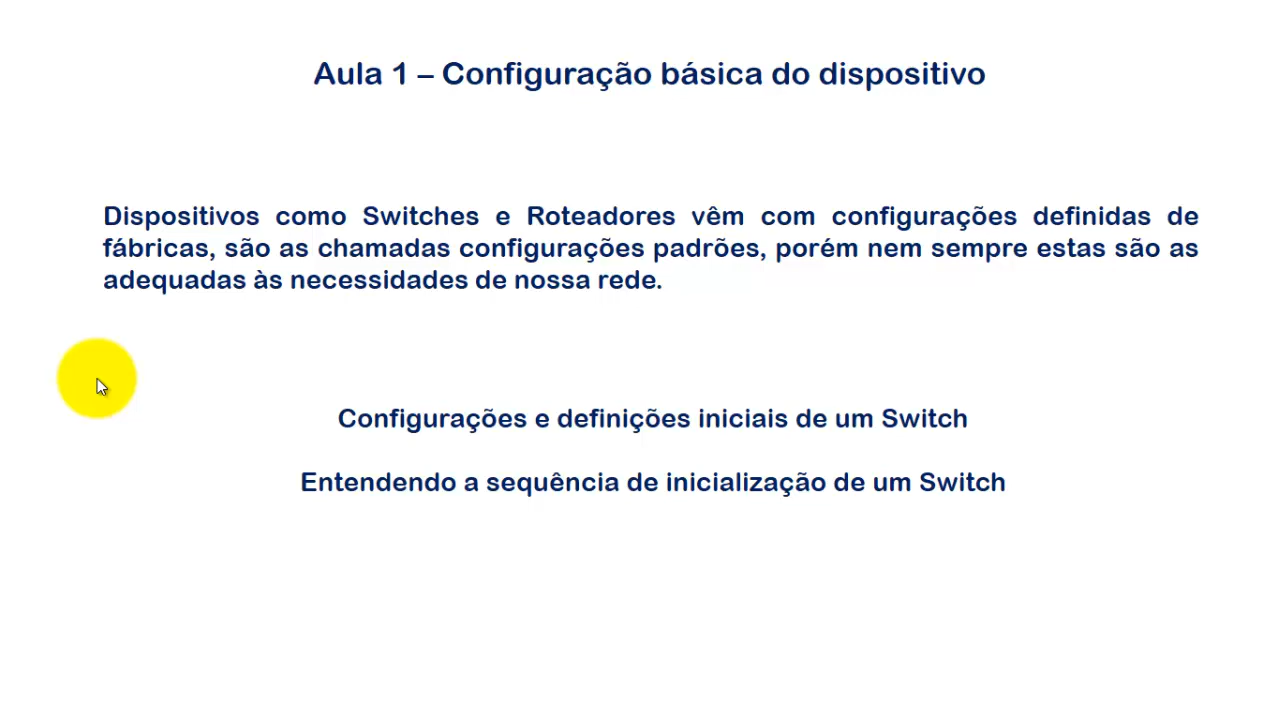 Aula 1 – Configuração básica do dispositivo
Dispositivos como Switches e Roteadores vêm com configurações definidas de
fábricas, são as chamadas configurações padrões, porém nem sempre estas são as
adequadas às necessidades de nossa rede.
Configurações e definições iniciais de um Switch
Entendendo a sequência de inicialização de um Switch